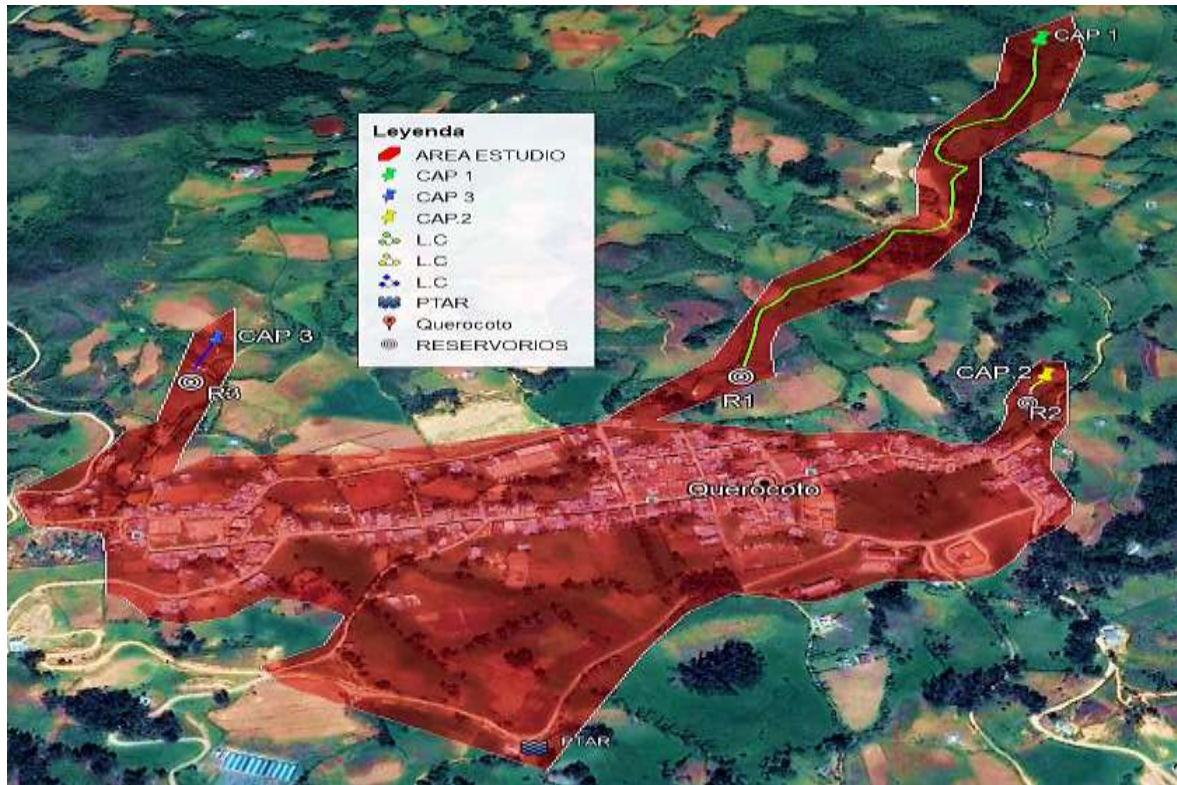 Leyenda
AREA ESTUDIO
CAP 1
CAP 3
CAP.2
L.C
L.C
L.C
PTAR
Querocoto
RESERVORIOS
CAP 1
CAP 3
R3
R1
CAP.2
R2
Querocoto
PTAR